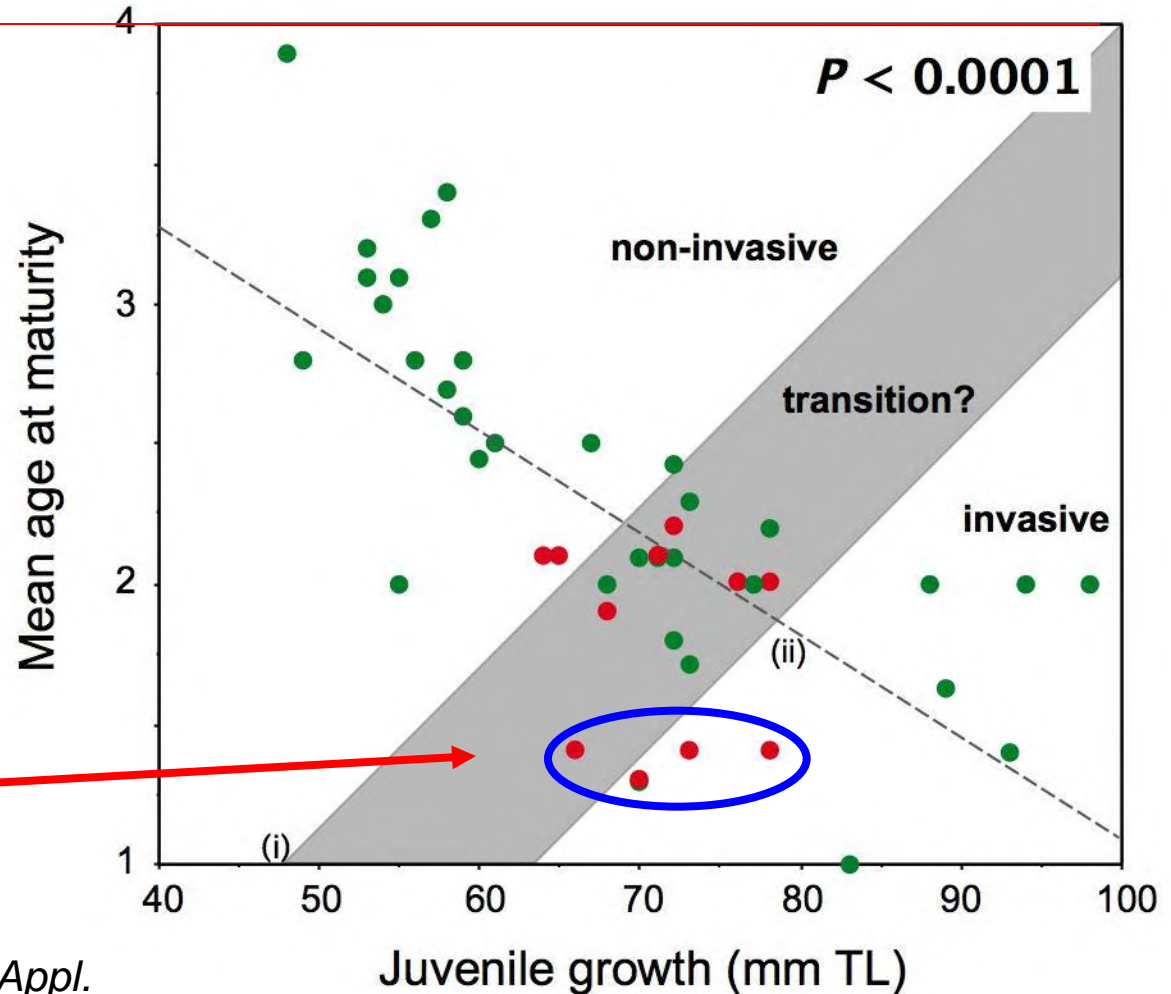 4
P < 0.0001
non-invasive
3
Mean age at maturity
transition?
invasive
2
(ii)
(i)
1
40 50 60 70 80 90 100
Juvenile growth (mm TL)
Appl.